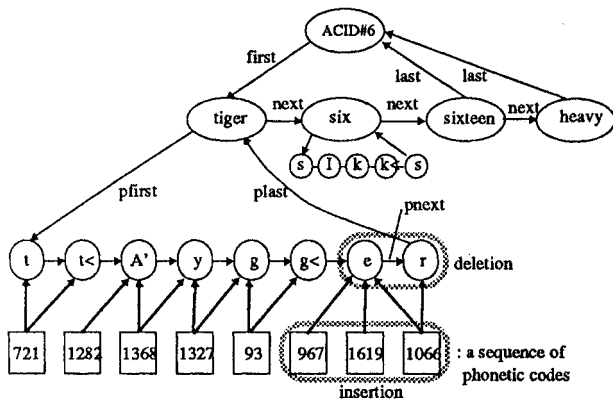 ACID#6
first
last
last
tiger
next
six
next
sixteen
next
heavy
s I k k< s
pfirst
plast
pnext
t t< A' y g g< e r
deletion
721 1282 1368 1327 93 967 1619 1066
: a sequence of
phonetic codes
insertion